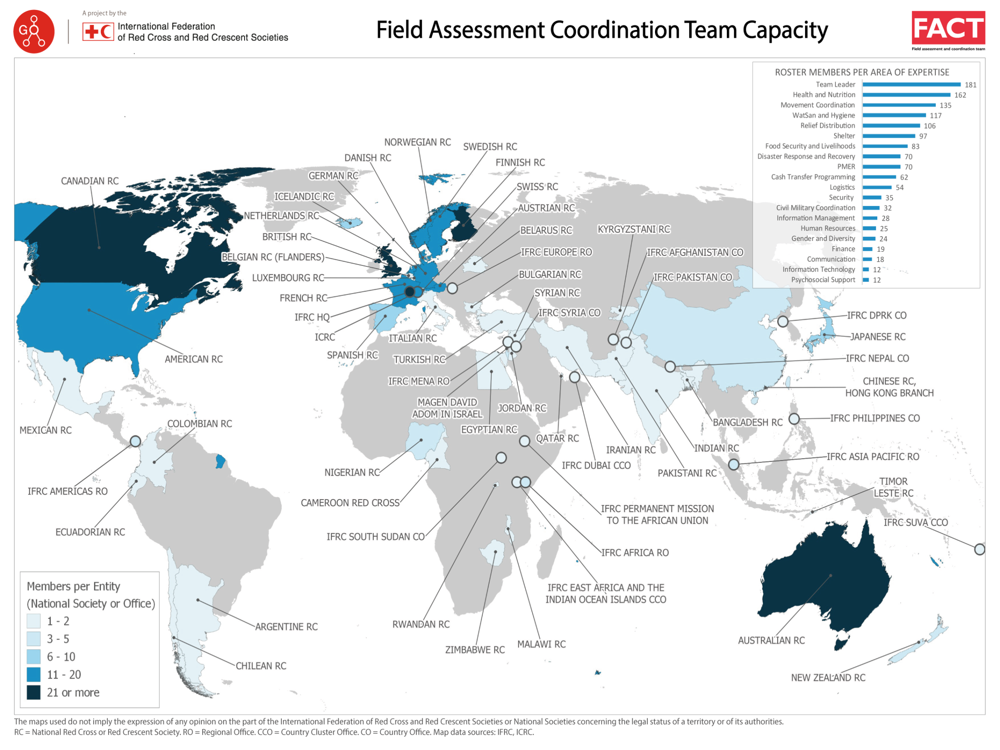 GO
A project by the
International Federation
of Red Cross and Red Crescent Societies
Field Assessment Coordination Team Capacity
FACT
Field assessment and coordination team
ROSTER MEMBERS PER AREA OF EXPERTISE
Team Leader 181
Health and Nutrition 162
Movement Coordination 135
WatSan and Hygiene 117
Relief Distribution 106
Shelter 97
Food Security and Livelihoods 83
Disaster Response and Recovery 70
PMER 70
Cash Transfer Programming 62
Logistics 54
Security 35
Civil Military Coordination 32
Information Management 28
Human Resources 25
Gender and Diversity 24
Finance 19
Communication 18
Information Technology 12
Psychosocial Support 12
NORWEGIAN RC
SWEDISH RC
DANISH RC
FINNISH RC
GERMAN RC
CANADIAN RC
SWISS RC
ICELANDIC RC
AUSTRIAN RC
NETHERLANDS RC
BELARUS RC
KYRGYZSTANI RC
BRITISH RC
IFRC EUROPE RO
IFRC AFGHANISTAN CO
BELGIAN RC (FLANDERS)
BULGARIAN RC
IFRC PAKISTAN CO
LUXEMBOURG RC
SYRIAN RC
FRENCH RC
IFRC SYRIA CO
IFRC HQ
IFRC DPRK CO
ICRC
ITALIAN RC
JAPANESE RC
SPANISH RC
AMERICAN RC
TURKISH RC
IFRC NEPAL CO
IFRC MENA RO
CHINESE RC,
HONG KONG BRANCH
MAGEN DAVID
ADOM IN ISRAEL
JORDAN RC
COLOMBIAN RC
BANGLADESH RC
IFRC PHILIPPINES CO
MEXICAN RC
EGYPTIAN RC
QATAR RC
IRANIAN RC
INDIAN RC
IFRC ASIA PACIFIC RO
IFRC DUBAI CCO
NIGERIAN RC
PAKISTANI RC
TIMOR
LESTE RC
IFRC AMERICAS RO
CAMEROON RED CROSS
IFRC PERMANENT MISSION
TO THE AFRICAN UNION
IFRC SUVA CCO
ECUADORIAN RC
IFRC SOUTH SUDAN CO
IFRC AFRICA RO
IFRC EAST AFRICA AND THE
INDIAN OCEAN ISLANDS CCO
RWANDAN RC
ARGENTINE RC
ZIMBABWE RC
MALAWI RC
AUSTRALIAN RC
CHILEAN RC
NEW ZEALAND RC
Members per Entity
(National Society or Office)
1 - 2
3 - 5
6 - 10
11 - 20
21 or more
The maps used do not imply the expression of any opinion on the part of the International Federation of Red Cross and Red Crescent Societies or National Societies concerning the legal status of a territory or of its authorities.
RC = National Red Cross or Red Crescent Society. RO = Regional Office. CCO = Country Cluster Office. CO = Country Office. Map data sources: IFRC, ICRC.